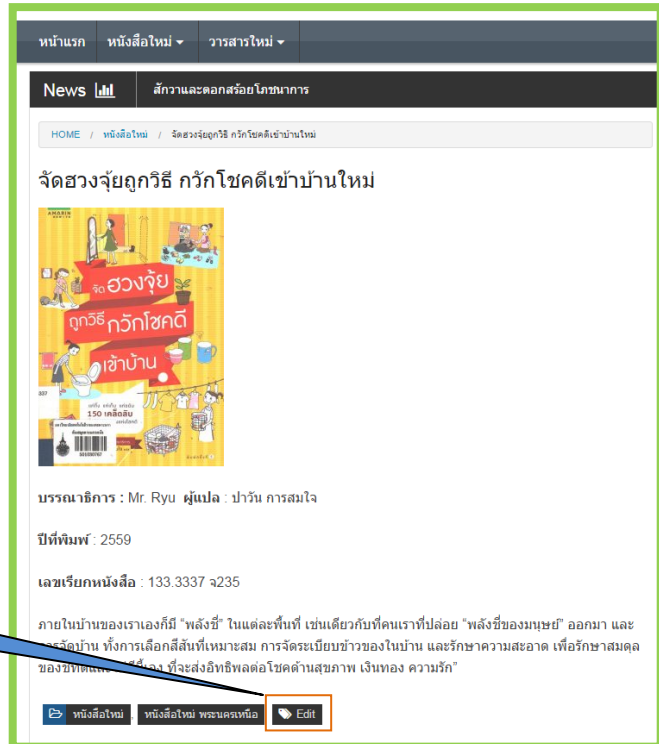 หน้าแรก หนังสือใหม่ วารสารใหม่
News สักวาและดอกสร้อยโภชนาการ
HOME / หนังสือใหม่ / จัดฮวงจุ้ยถูกวิธี กวักโชคดีเข้าบ้านใหม่
จัดฮวงจุ้ยถูกวิธี กวักโชคดีเข้าบ้านใหม่
AMARIN
จัดฮวงจุ้ย
ถูกวิธีกวักโชคดี
เข้าบ้าน
150 เคล็ดลับ
บรรณาธิการ : Mr. Ryu ผู้แปล : ปาวัน การสมใจ
ปีที่พิมพ์ : 2559
เลขเรียกหนังสือ : 133.3337 จ235
ภายในบ้านของเราเองก็มี "พลังชี่" ในแต่ละพื้นที่ เช่นเดียวกับที่คนเราที่ปล่อย "พลังชี่ของมนุษย์" ออกมา และ
การจัดบ้าน ทั้งการเลือกสีสันที่เหมาะสม การจัดระเบียบข้าวของในบ้าน และรักษาความสะอาด เพื่อรักษาสมดุล
ที่จะส่งอิทธิพลต่อโชคด้านสุขภาพ เงินทอง ความรัก"
หนังสือใหม่ , หนังสือใหม่ พระนครเหนือ Edit